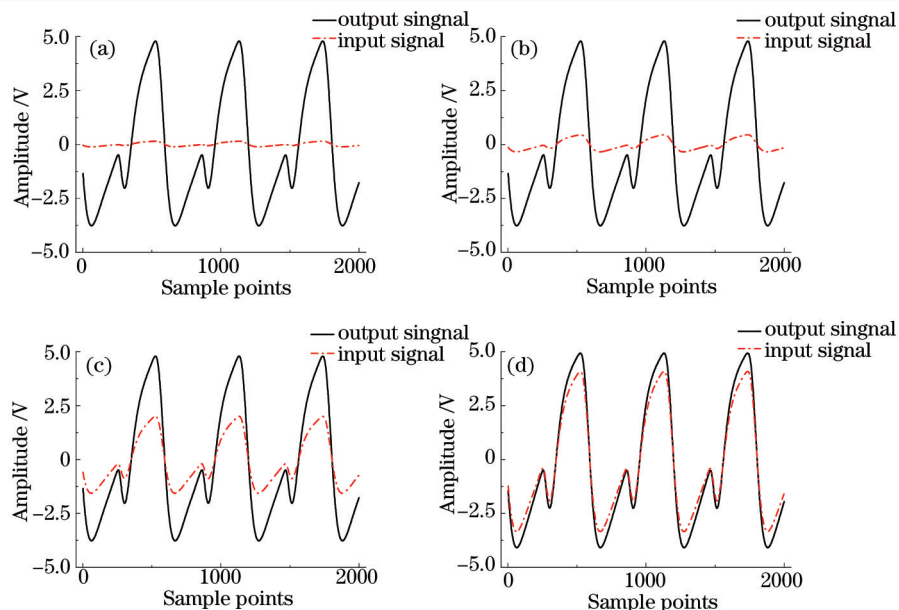 output singnal
input signal
(a)
5.0
2.5
0
−2.5
−5.0
Amplitude /V
0
1000
2000
Sample points
output singnal
input signal
(b)
5.0
2.5
0
−2.5
−5.0
Amplitude /V
0
1000
2000
Sample points
output singnal
input signal
(c)
5.0
2.5
0
−2.5
−5.0
Amplitude /V
0
1000
2000
Sample points
output singnal
input signal
(d)
5.0
2.5
0
−2.5
−5.0
Amplitude /V
0
1000
2000
Sample points